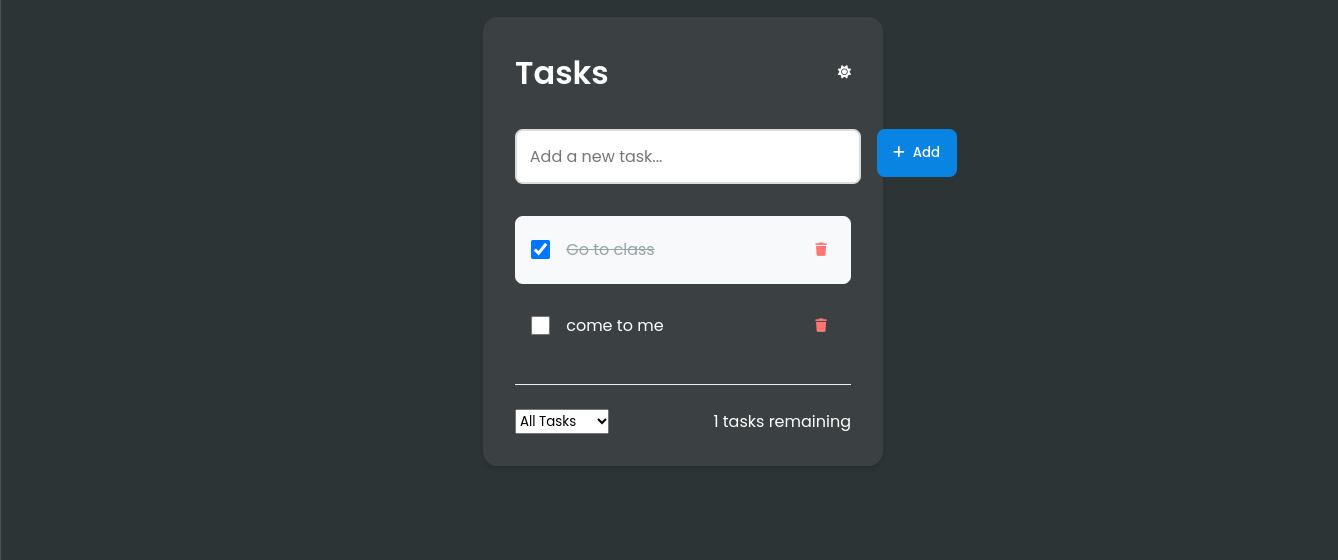 Tasks
Add a new task...
+ Add
Go to class
come to me
All Tasks
1 tasks remaining